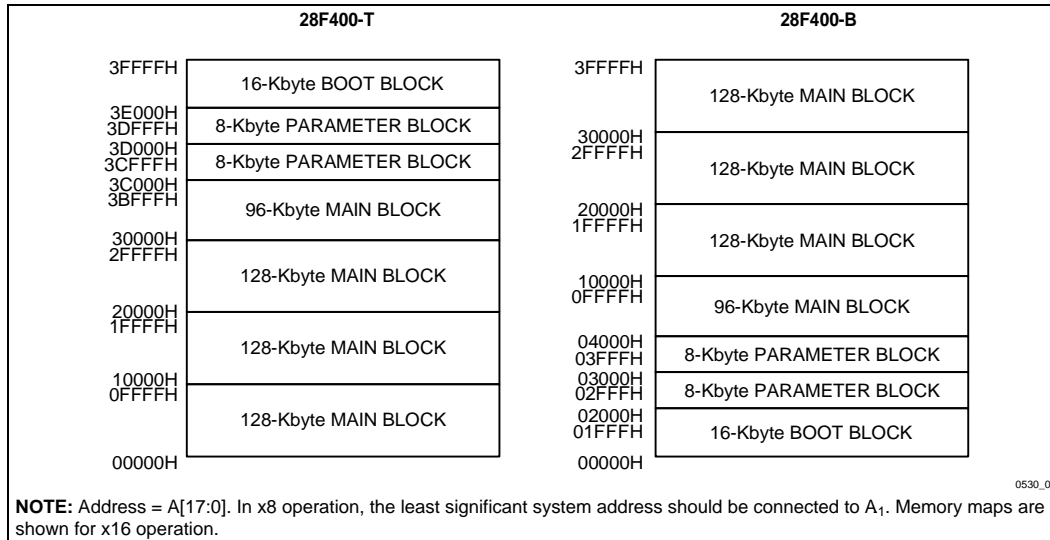 28F400-T
3FFFFH
16-Kbyte BOOT BLOCK
3E000H
3DFFFH
8-Kbyte PARAMETER BLOCK
3D000H
3CFFFH
8-Kbyte PARAMETER BLOCK
3C000H
3BFFFH
96-Kbyte MAIN BLOCK
30000H
2FFFFH
128-Kbyte MAIN BLOCK
20000H
1FFFFH
128-Kbyte MAIN BLOCK
10000H
0FFFFH
128-Kbyte MAIN BLOCK
00000H
28F400-B
3FFFFH
128-Kbyte MAIN BLOCK
30000H
2FFFFH
128-Kbyte MAIN BLOCK
20000H
1FFFFH
128-Kbyte MAIN BLOCK
10000H
0FFFFH
96-Kbyte MAIN BLOCK
04000H
03FFFH
8-Kbyte PARAMETER BLOCK
03000H
02FFFH
8-Kbyte PARAMETER BLOCK
02000H
01FFFH
16-Kbyte BOOT BLOCK
00000H
NOTE: Address = A[17:0]. In x8 operation, the least significant system address should be connected to A₁. Memory maps are
shown for x16 operation.